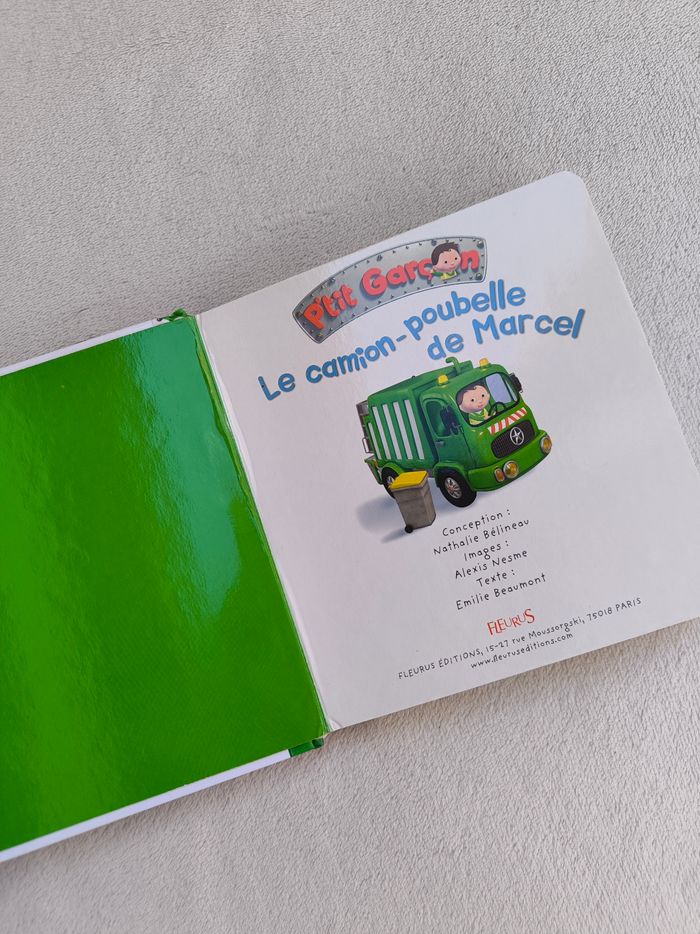 P'tit Garçon
Le camion-poubelle
de Marcel
Conception :
Nathalie Bélineau
Images :
Alexis Nesme
Texte :
Emilie Beaumont
FLEURUS
FLEURUS ÉDITIONS, 15-27 rue Moussorgski, 75018 PARIS
www.fleuruseditions.com